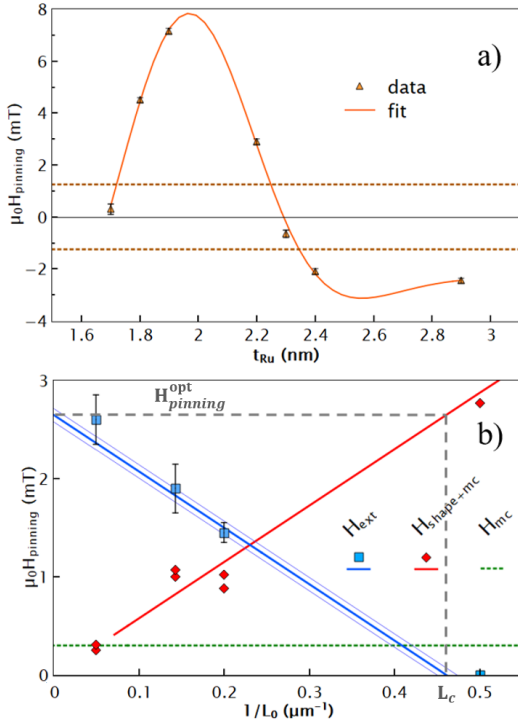 8
6
4
2
0
−2
−4
μ₀Hpinning (mT)
a)
data
fit
1.6
1.8
2
2.2
2.4
2.6
2.8
3
tRu (nm)
3
2
1
0
μ₀Hpinning (mT)
H^opt_pinning
b)
Hext
Hshape+mc
Hmc
0
0.1
0.2
0.3
0.4
Lc
0.5
1/L₀ (μm⁻¹)